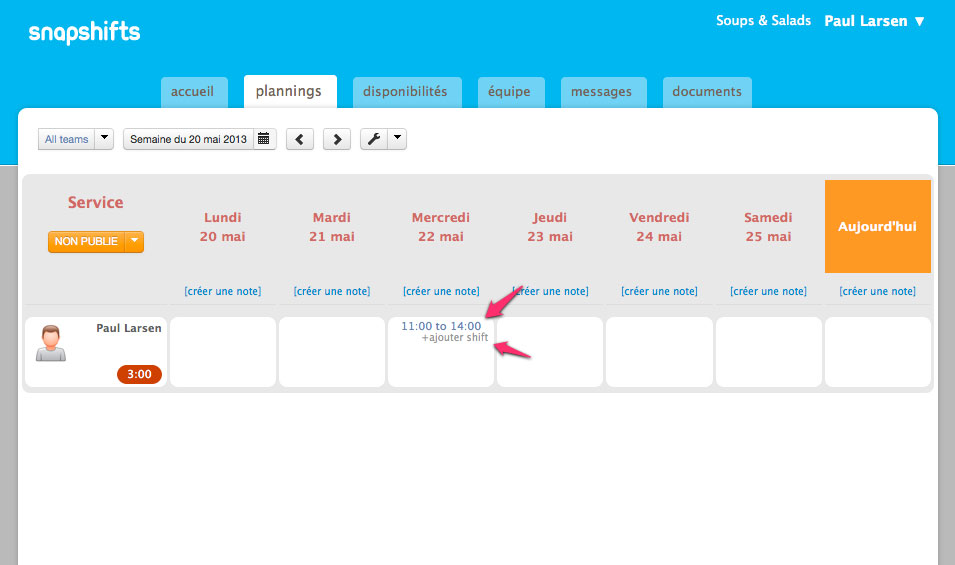 snapshifts
Soups & Salads Paul Larsen ▼
accueil plannings disponibilités équipe messages documents
All teams Semaine du 20 mai 2013
Service
NON PUBLIE
Lundi
20 mai
Mardi
21 mai
Mercredi
22 mai
Jeudi
23 mai
Vendredi
24 mai
Samedi
25 mai
Aujourd'hui
[créer une note] [créer une note] [créer une note] [créer une note] [créer une note] [créer une note] [créer une note]
Paul Larsen
3:00
11:00 to 14:00
+ajouter shift